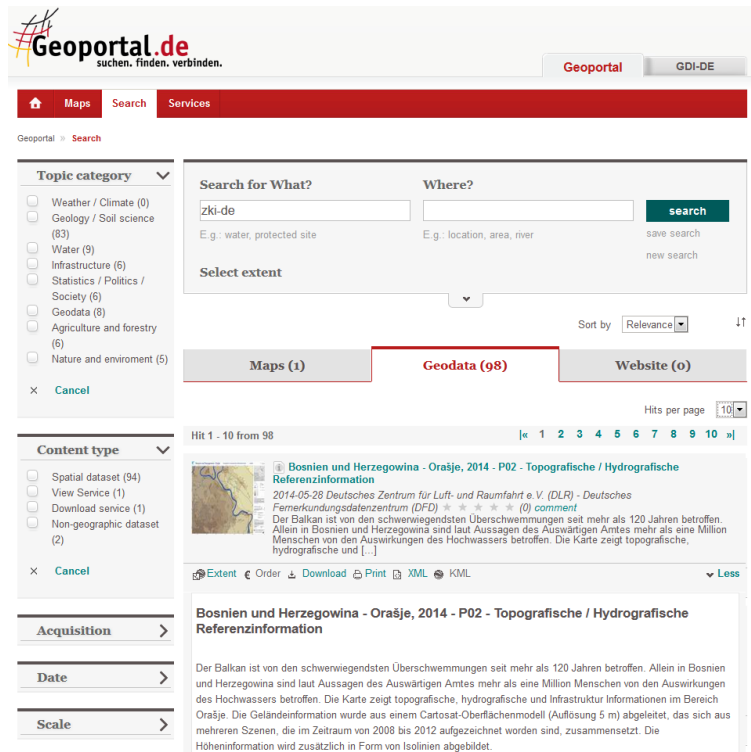 Geoportal.de
suchen. finden. verbinden.
Geoportal
GDI-DE
Maps
Search
Services
Geoportal » Search
Topic category
Weather / Climate (0)
Geology / Soil science
(83)
Water (9)
Infrastructure (6)
Statistics / Politics /
Society (6)
Geodata (8)
Agriculture and forestry
(6)
Nature and enviroment (5)
× Cancel
Content type
Spatial dataset (94)
View Service (1)
Download service (1)
Non-geographic dataset
(2)
× Cancel
Acquisition
Date
Scale
Search for What?
Where?
zki-de
search
E.g.: water, protected site
E.g.: location, area, river
save search
new search
Select extent
Sort by Relevance
Maps (1)
Geodata (98)
Website (0)
Hits per page 10
Hit 1 - 10 from 98
|« 1 2 3 4 5 6 7 8 9 10 »|
Bosnien und Herzegowina - Orašje, 2014 - P02 - Topografische / Hydrografische
Referenzinformation
2014-05-28 Deutsches Zentrum für Luft- und Raumfahrt e.V. (DLR) - Deutsches
Fernerkundungsdatenzentrum (DFD) ★ ★ ★ ★ ★ (0) comment
Der Balkan ist von den schwerwiegendsten Überschwemmungen seit mehr als 120 Jahren betroffen.
Allein in Bosnien und Herzegowina sind laut Aussagen des Auswärtigen Amtes mehr als eine Million
Menschen von den Auswirkungen des Hochwassers betroffen. Die Karte zeigt topografische,
hydrografische und [...]
Extent € Order Download Print XML KML
Less
Bosnien und Herzegowina - Orašje, 2014 - P02 - Topografische / Hydrografische
Referenzinformation
Der Balkan ist von den schwerwiegendsten Überschwemmungen seit mehr als 120 Jahren betroffen. Allein in Bosnien
und Herzegowina sind laut Aussagen des Auswärtigen Amtes mehr als eine Million Menschen von den Auswirkungen
des Hochwassers betroffen. Die Karte zeigt topografische, hydrografische und Infrastruktur Informationen im Bereich
Orašje. Die Geländeinformation wurde aus einem Cartosat-Oberflächenmodell (Auflösung 5 m) abgeleitet, das sich aus
mehreren Szenen, die im Zeitraum von 2008 bis 2012 aufgezeichnet worden sind, zusammensetzt. Die
Höheninformation wird zusätzlich in Form von Isolinien abgebildet.